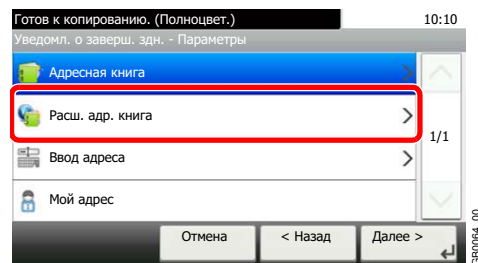 Готов к копированию. (Полноцвет.) 10:10
Уведомл. о заверш. здн. - Параметры
Адресная книга
Расш. адр. книга
1/1
Ввод адреса
Мой адрес
Отмена < Назад Далее >
GB0064_00